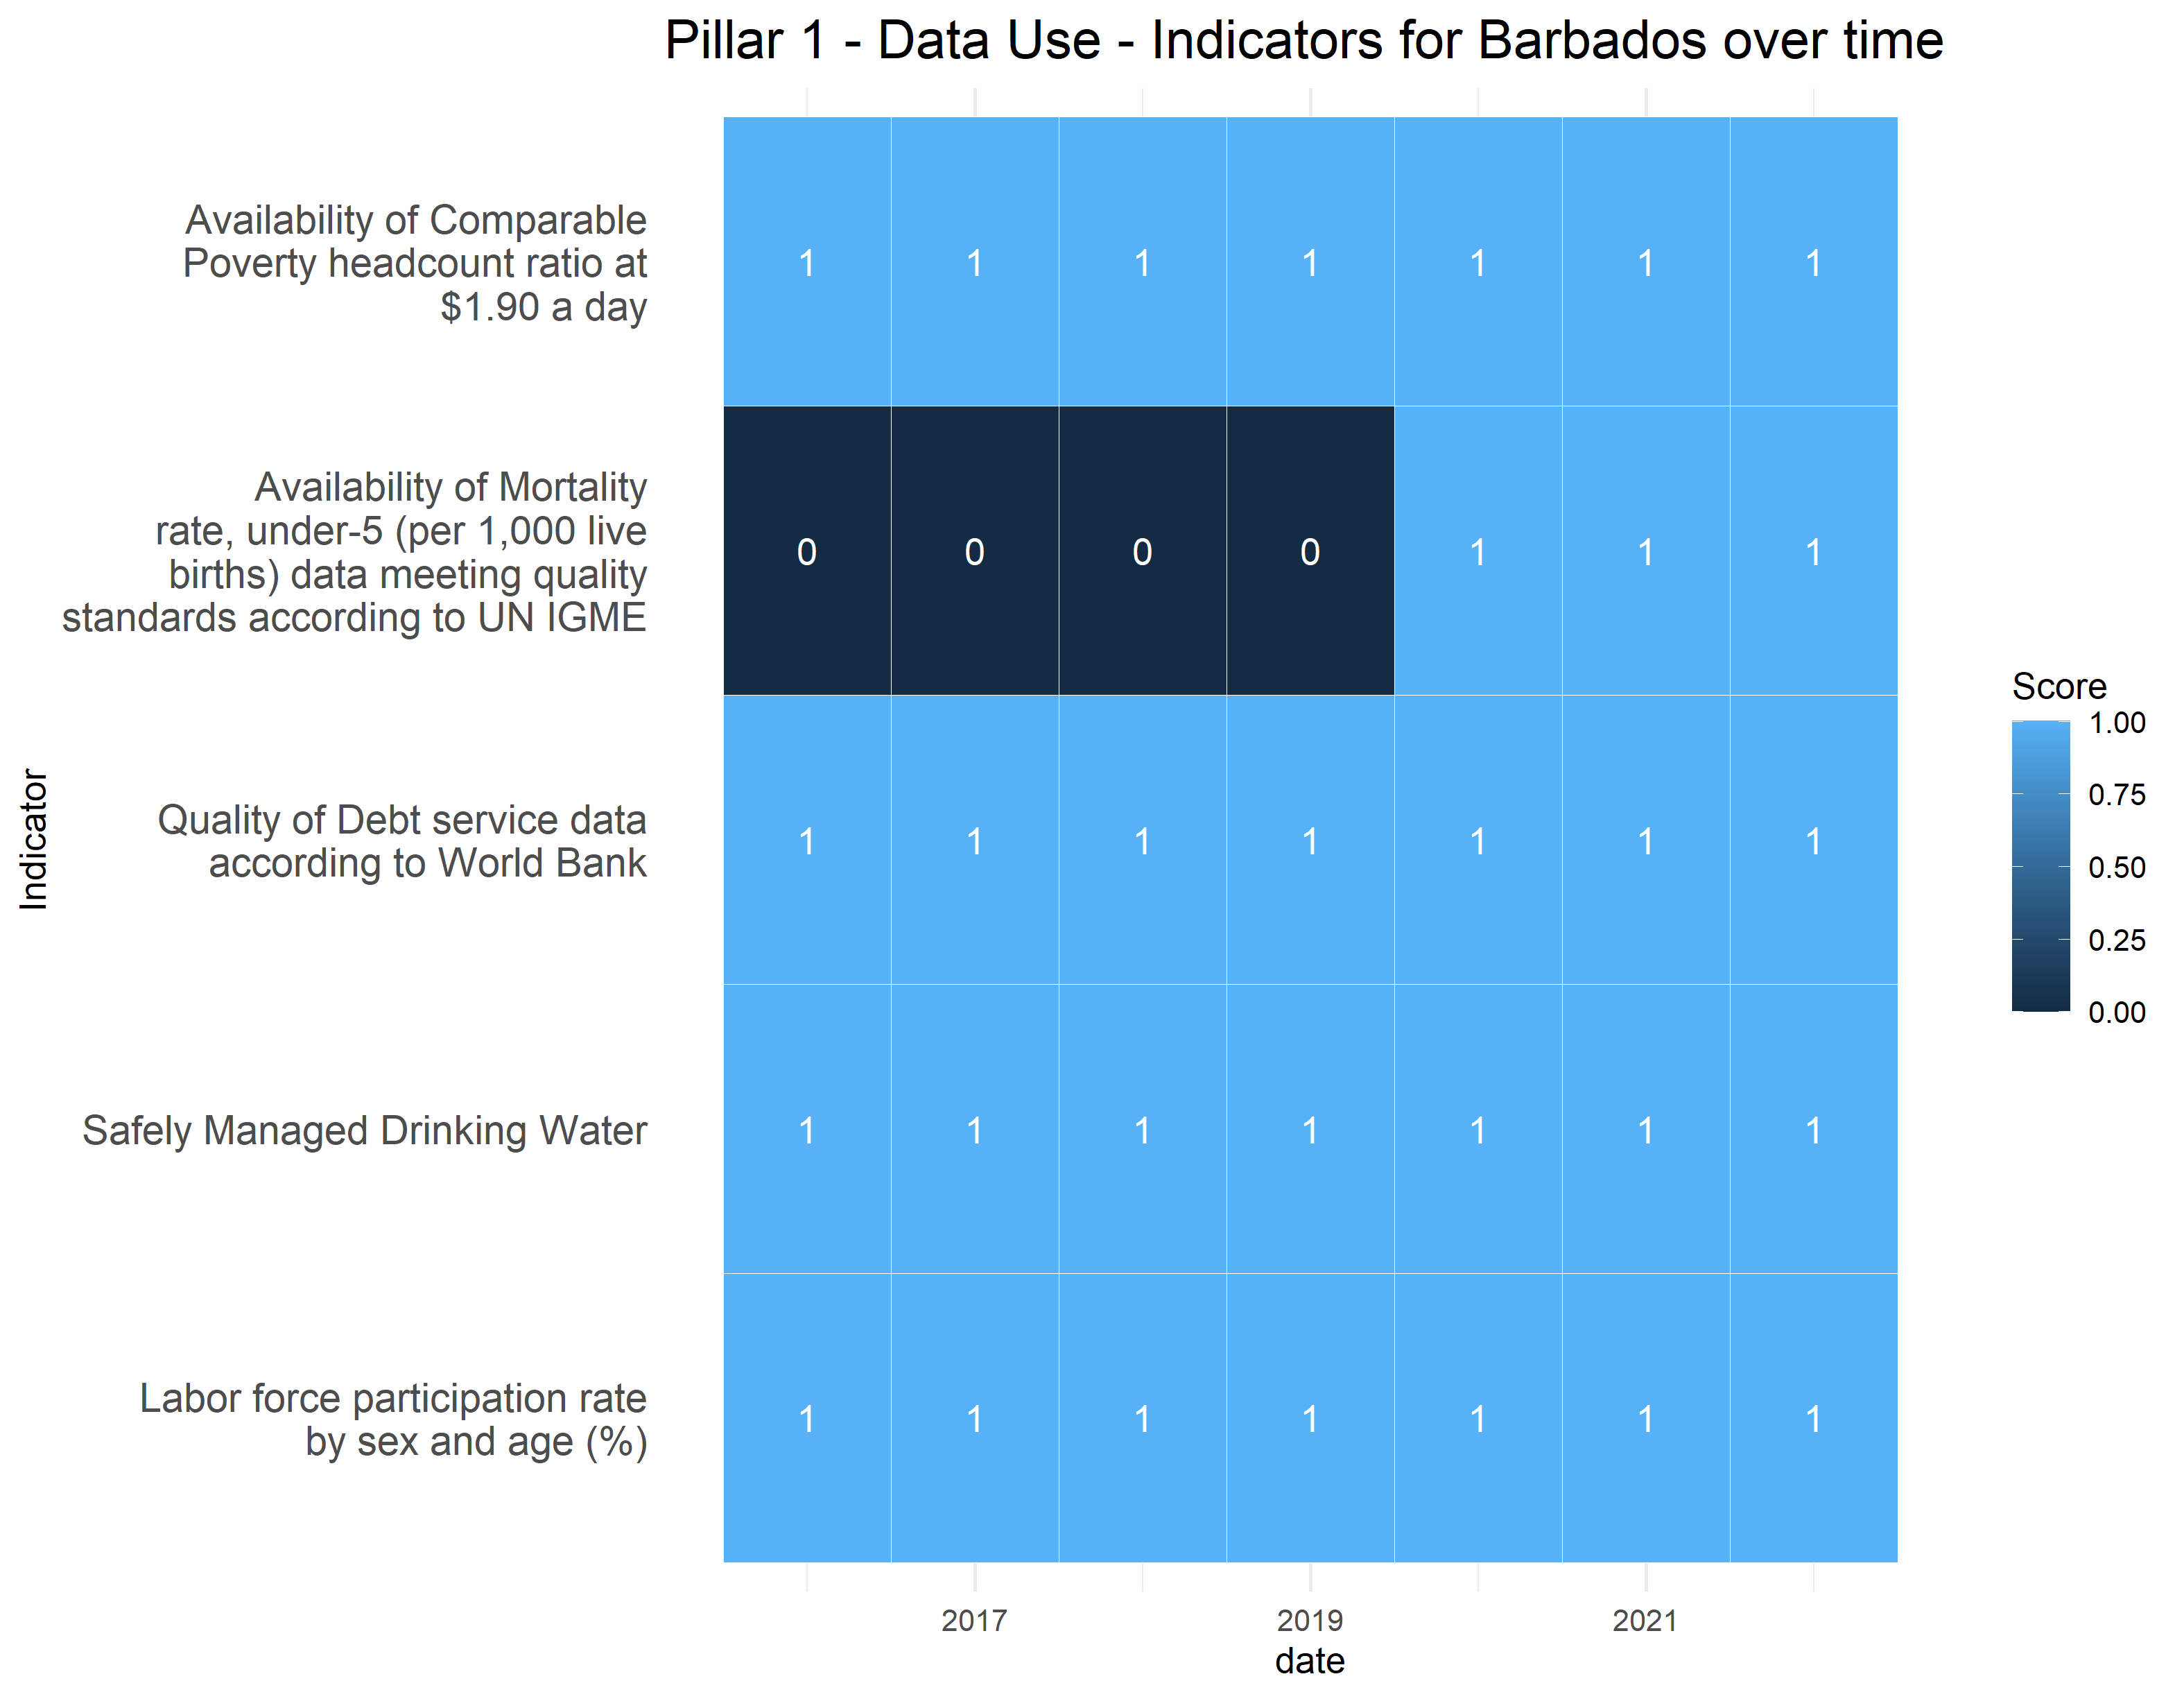 Pillar 1 - Data Use - Indicators for Barbados over time
Indicator
Availability of Comparable
Poverty headcount ratio at
$1.90 a day
1 1 1 1 1 1 1
Availability of Mortality
rate, under-5 (per 1,000 live
births) data meeting quality
standards according to UN IGME
0 0 0 0 1 1 1
Quality of Debt service data
according to World Bank
1 1 1 1 1 1 1
Safely Managed Drinking Water
1 1 1 1 1 1 1
Labor force participation rate
by sex and age (%)
1 1 1 1 1 1 1
2017 2019 2021
date
Score
1.00
0.75
0.50
0.25
0.00